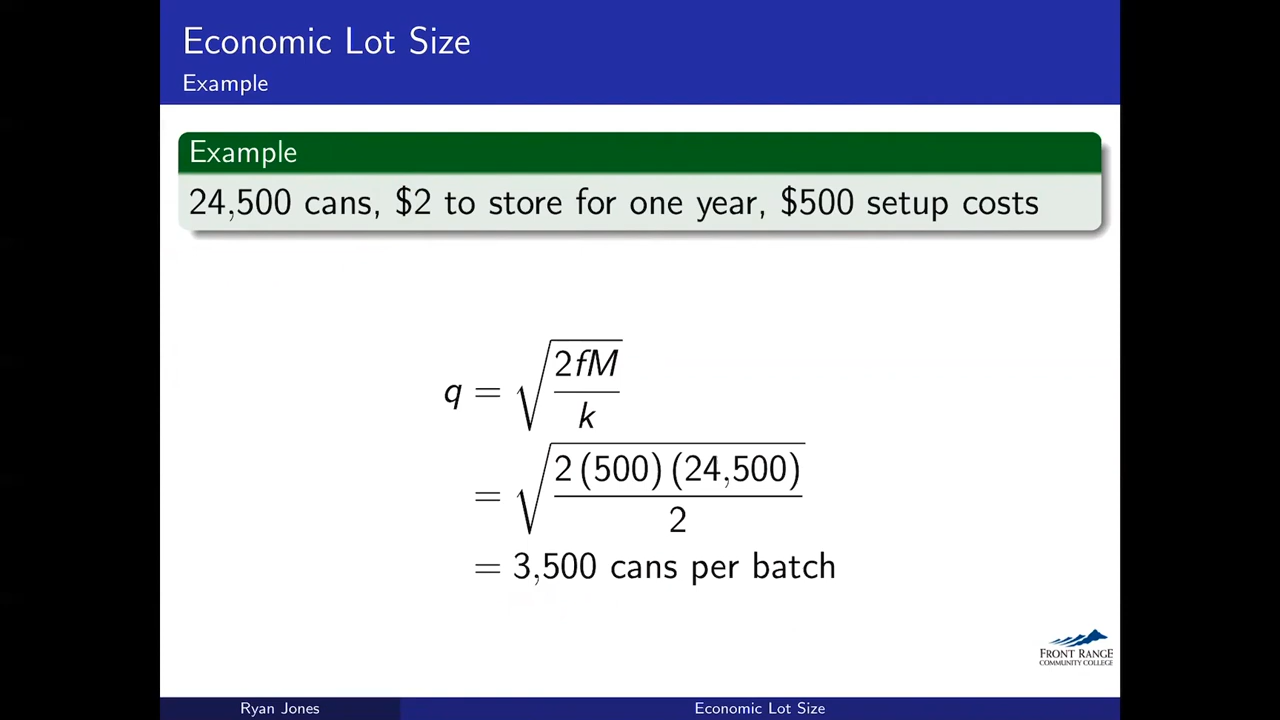 Economic Lot Size
Example
Example
24,500 cans, $2 to store for one year, $500 setup costs
q = √(2fM / k)
= √(2(500)(24,500) / 2)
= 3,500 cans per batch
FRONT RANGE
COMMUNITY COLLEGE
Ryan Jones
Economic Lot Size